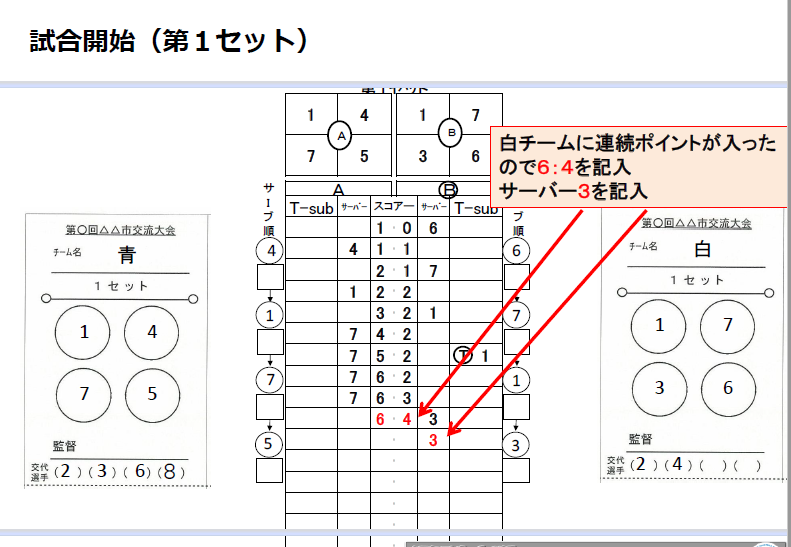 試合開始（第１セット）
1 4 1 7
A B
7 5 3 6
白チームに連続ポイントが入った
ので６：４を記入
サーバー３を記入
A B
T-sub サーバー スコアー サーバー T-sub
1 0 6
4 1 1
2 1 7
1 2 2
3 2 1
7 4 2
7 5 2 T 1
7 6 2
7 6 3
6 4 3
3
サーブ順
4
1
7
5
ブ順
6
7
1
3
第〇回△△市交流大会
チーム名 青
１セット
1 4
7 5
監督
交代選手 (2) (3) (6) (8)
第〇回△△市交流大会
チーム名 白
１セット
1 7
3 6
監督
交代選手 (2) (4) ( ) ( )